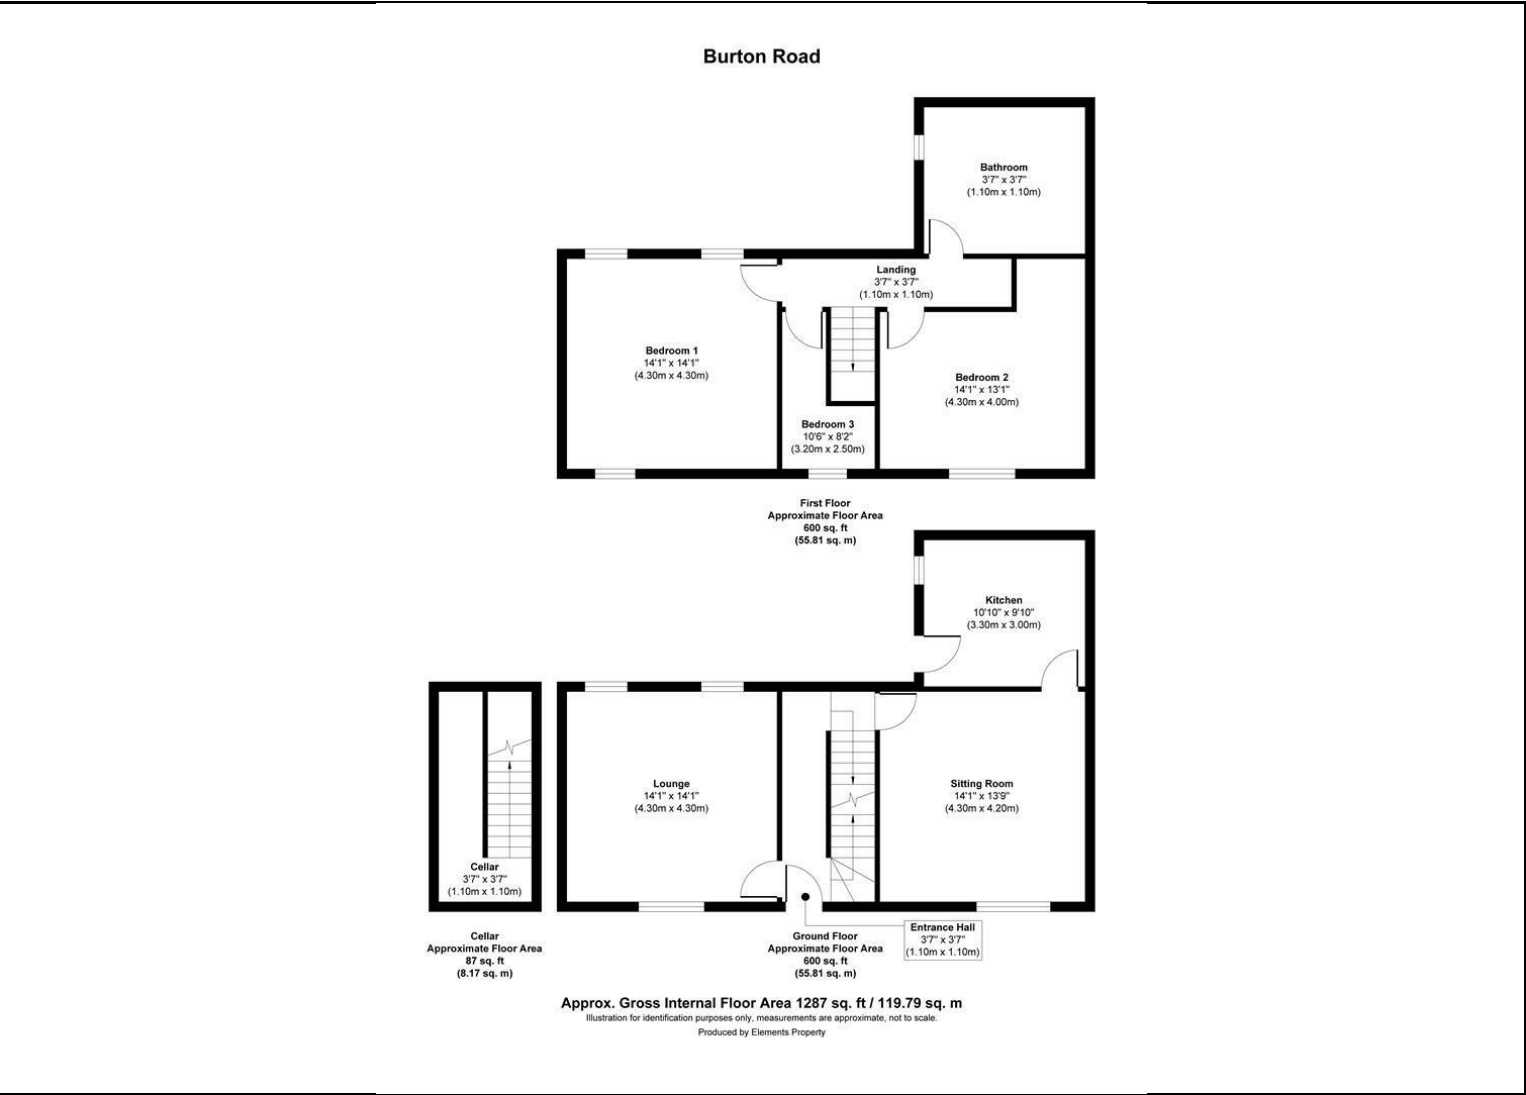 Burton Road
Bathroom
3'7" x 3'7"
(1.10m x 1.10m)
Landing
3'7" x 3'7"
(1.10m x 1.10m)
Bedroom 1
14'1" x 14'1"
(4.30m x 4.30m)
Bedroom 2
14'1" x 13'1"
(4.30m x 4.00m)
Bedroom 3
10'6" x 8'2"
(3.20m x 2.50m)
First Floor
Approximate Floor Area
600 sq. ft
(55.81 sq. m)
Kitchen
10'10" x 9'10"
(3.30m x 3.00m)
Lounge
14'1" x 14'1"
(4.30m x 4.30m)
Sitting Room
14'1" x 13'9"
(4.30m x 4.20m)
Cellar
3'7" x 3'7"
(1.10m x 1.10m)
Entrance Hall
3'7" x 3'7"
(1.10m x 1.10m)
Cellar
Approximate Floor Area
87 sq. ft
(8.17 sq. m)
Ground Floor
Approximate Floor Area
600 sq. ft
(55.81 sq. m)
Approx. Gross Internal Floor Area 1287 sq. ft / 119.79 sq. m
Illustration for identification purposes only, measurements are approximate, not to scale.
Produced by Elements Property